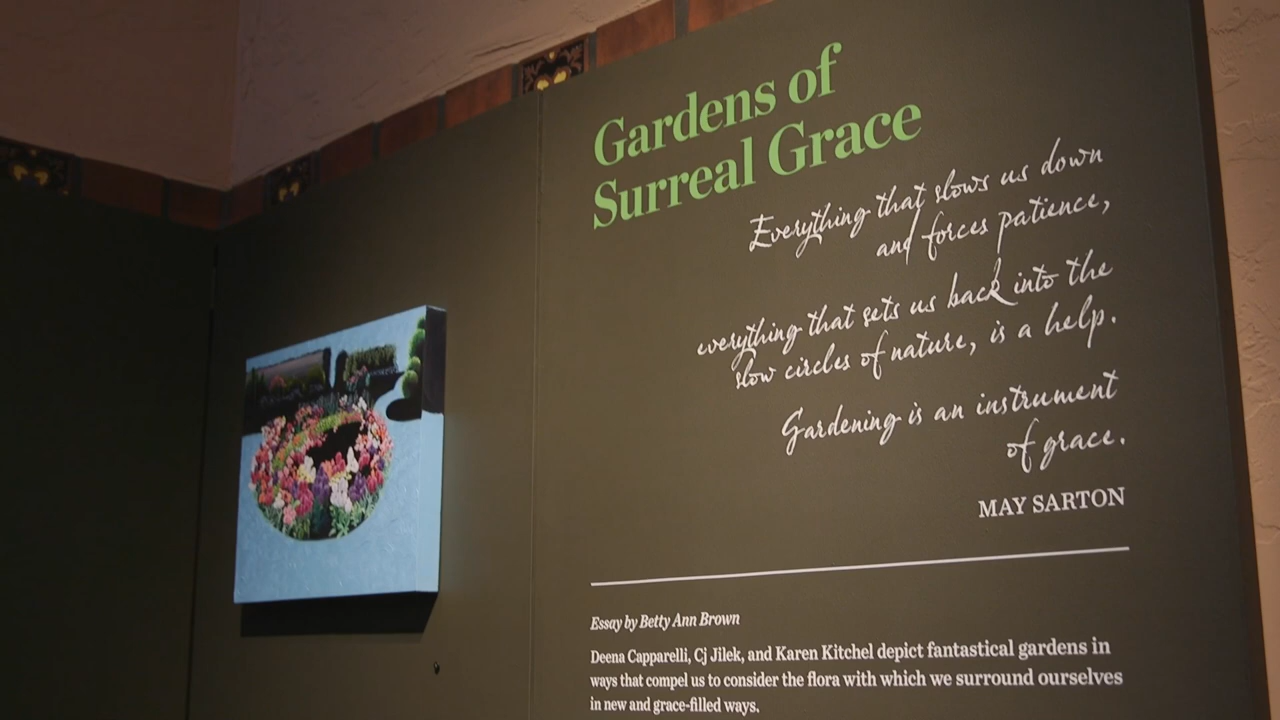 Gardens of
Surreal Grace
Everything that slows us down
and forces patience,
everything that sets us back into the
slow circles of nature, is a help.
Gardening is an instrument
of grace.
MAY SARTON
Essay by Betty Ann Brown
Deena Capparelli, Cj Jilek, and Karen Kitchel depict fantastical gardens in
ways that compel us to consider the flora with which we surround ourselves
in new and grace-filled ways.